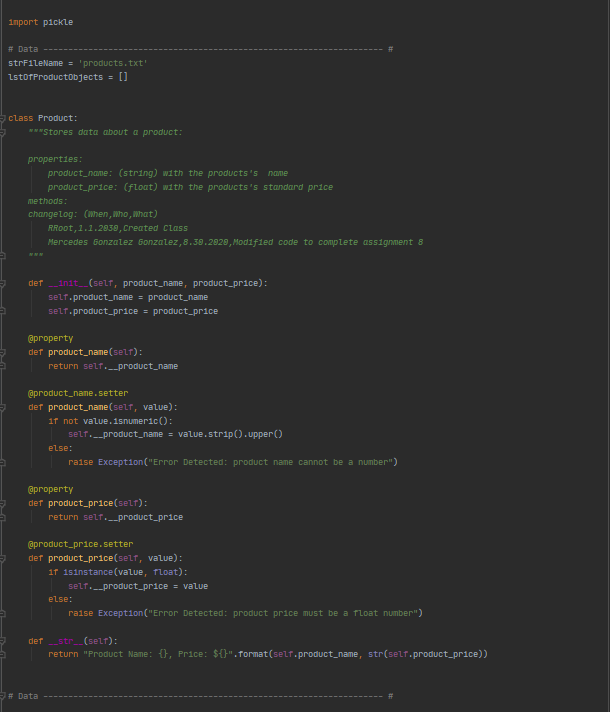 import pickle
# Data -------------------------------------------------------------------- #
strFileName = 'products.txt'
lstOfProductObjects = []
class Product:
"""Stores data about a product:
properties:
product_name: (string) with the products's  name
product_price: (float) with the products's standard price
methods:
changelog: (When,Who,What)
RRoot,1.1.2030,Created Class
Mercedes Gonzalez Gonzalez,8.30.2020,Modified code to complete assignment 8
"""
def __init__(self, product_name, product_price):
self.product_name = product_name
self.product_price = product_price
@property
def product_name(self):
return self.__product_name
@product_name.setter
def product_name(self, value):
if not value.isnumeric():
self.__product_name = value.strip().upper()
else:
raise Exception("Error Detected: product name cannot be a number")
@property
def product_price(self):
return self.__product_price
@product_price.setter
def product_price(self, value):
if isinstance(value, float):
self.__product_price = value
else:
raise Exception("Error Detected: product price must be a float number")
def __str__(self):
return "Product Name: {}, Price: ${}".format(self.product_name, str(self.product_price))
# Data -------------------------------------------------------------------- #